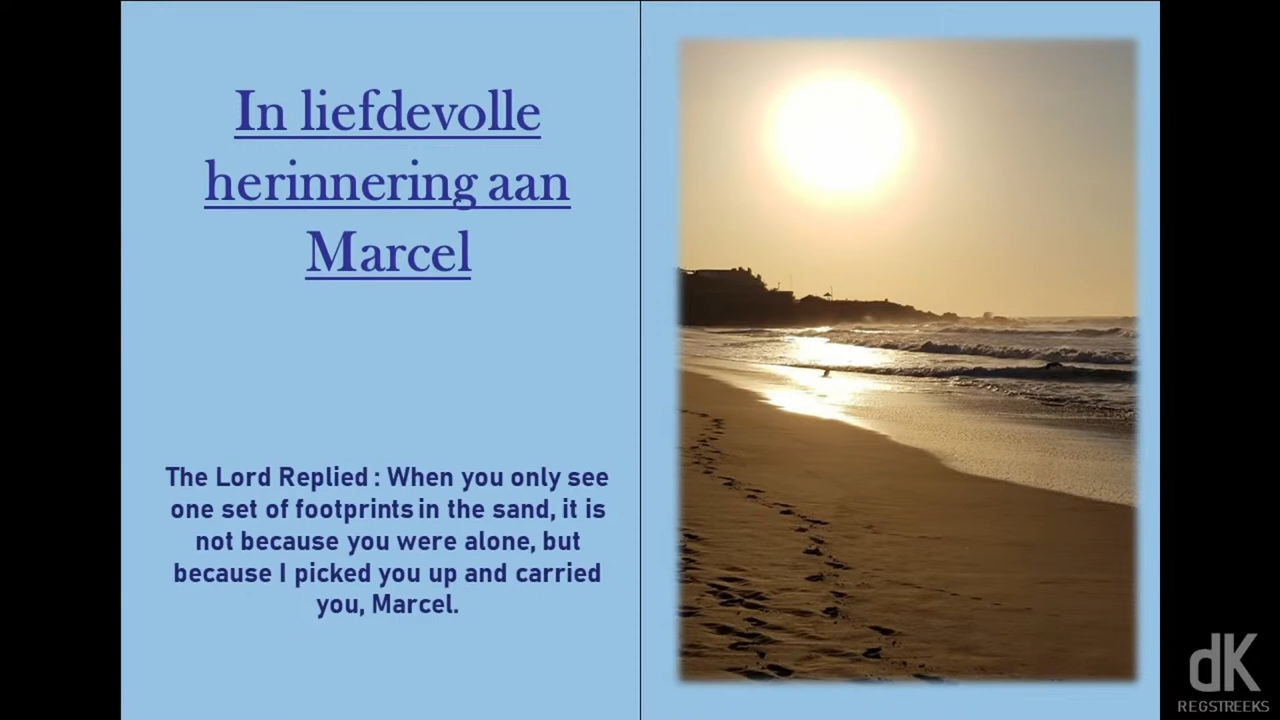 In liefdevolle
herinnering aan
Marcel
The Lord Replied : When you only see
one set of footprints in the sand, it is
not because you were alone, but
because I picked you up and carried
you, Marcel.
dK
REGSTREEKS